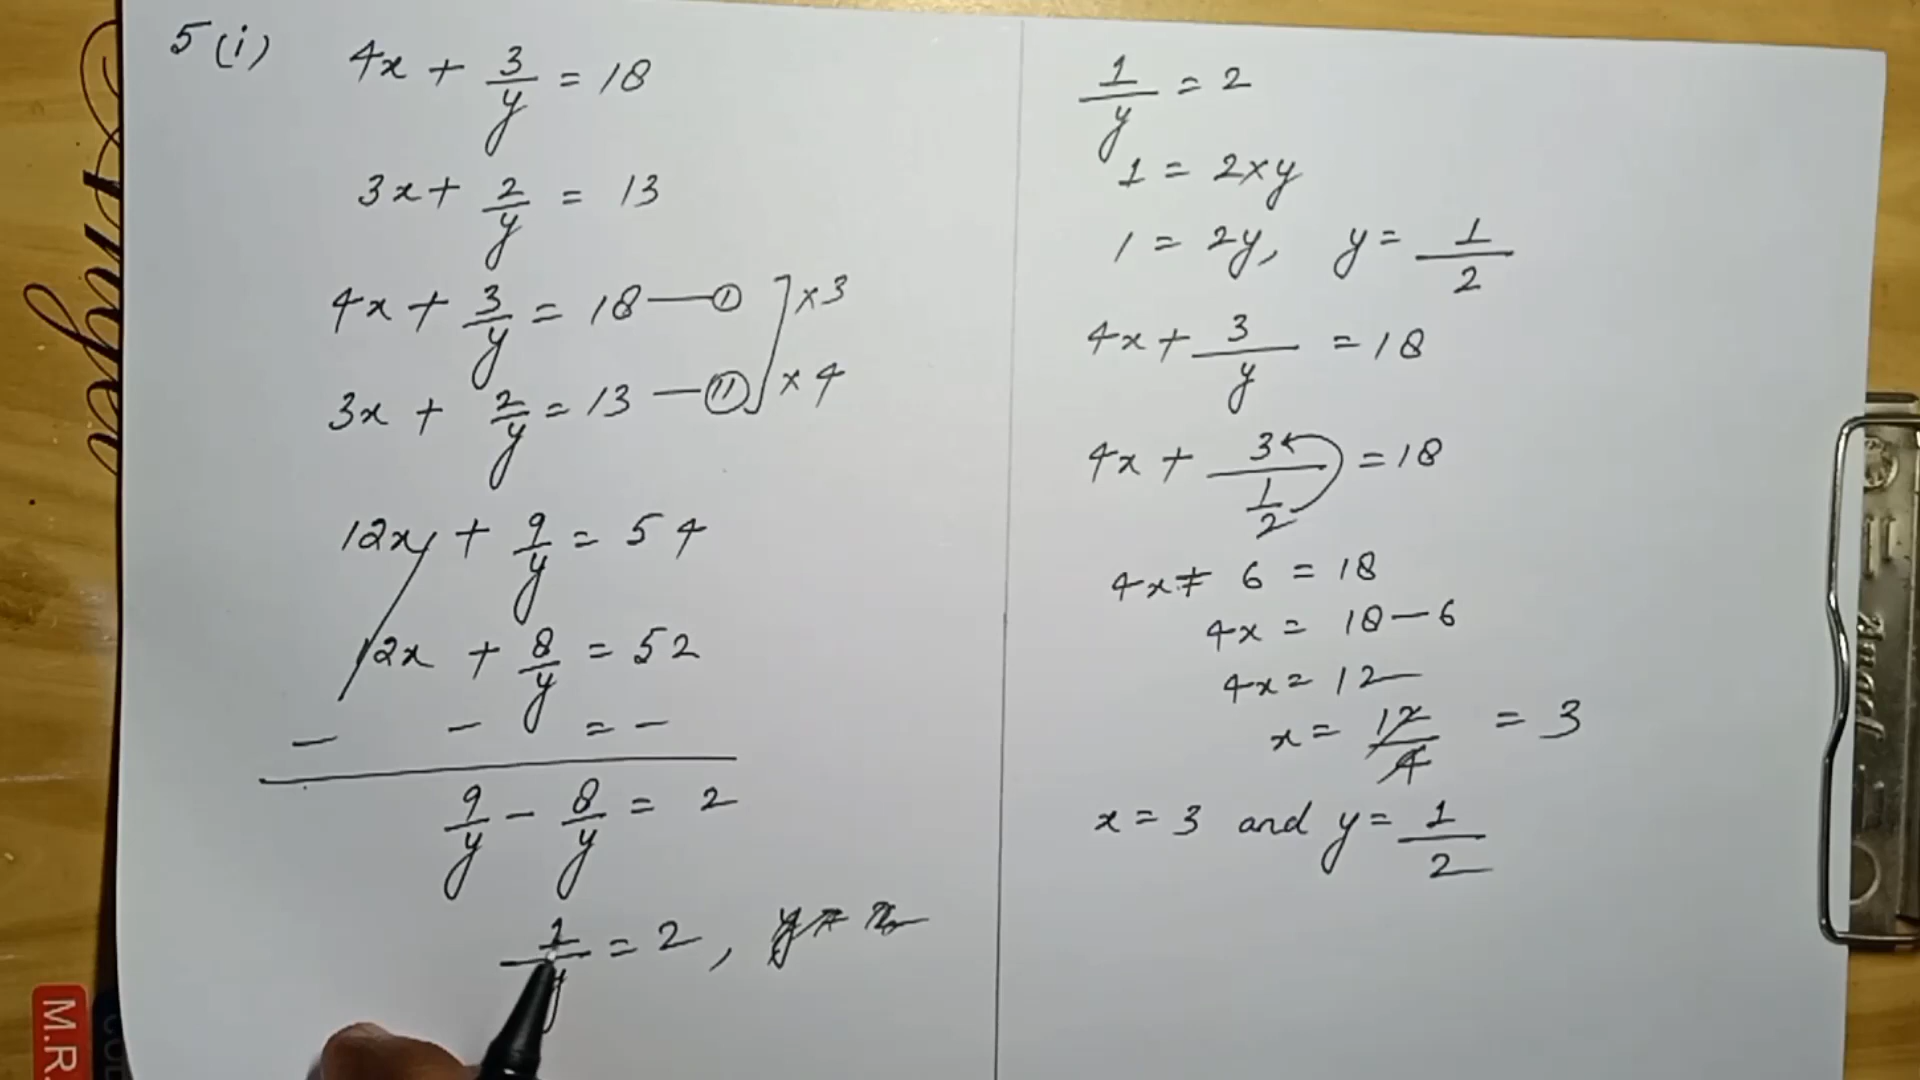 5(i) 4x + 3/y = 18
3x + 2/y = 13
4x + 3/y = 18 — (1) ] ×3
3x + 2/y = 13 — (11) ] ×4
12x + 9/y = 54
12x + 8/y = 52
− − = −
9/y − 8/y = 2
1/y = 2,
1/y = 2
1 = 2×y
1 = 2y, y = 1/2
4x + 3/y = 18
4x + 3/(1/2) = 18
4x + 6 = 18
4x = 18 − 6
4x = 12
x = 12/4 = 3
x = 3 and y = 1/2
M.R.